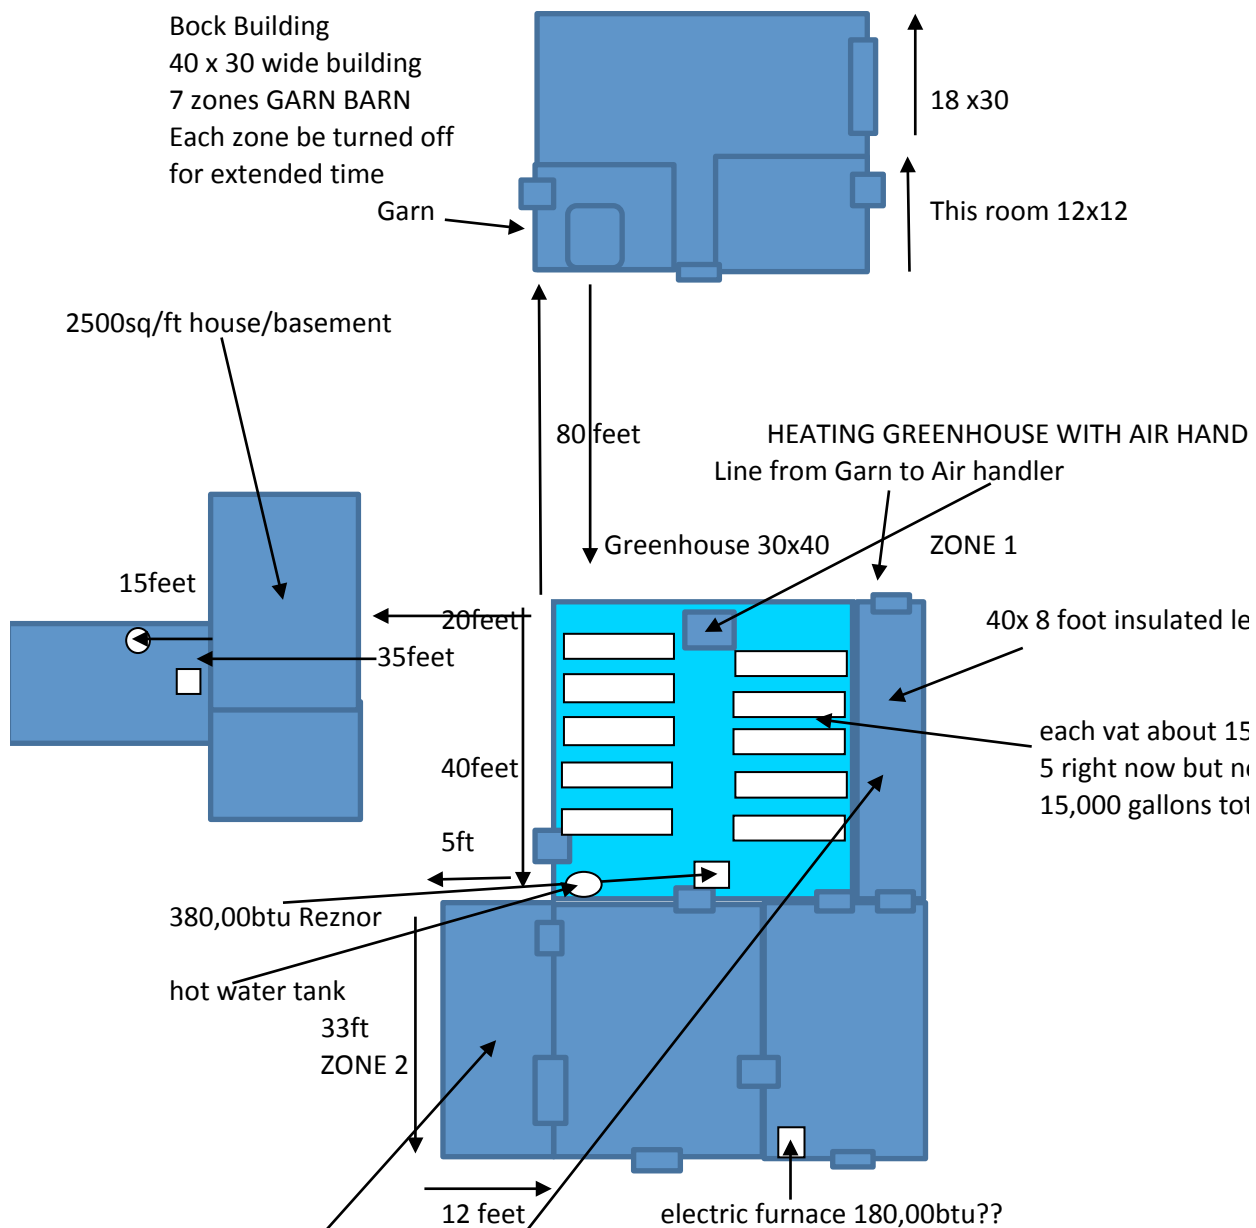 Bock Building
40 x 30 wide building
7 zones GARN BARN
Each zone be turned off
for extended time
18 x30
Garn
This room 12x12
2500sq/ft house/basement
80 feet
HEATING GREENHOUSE WITH AIR HAND
Line from Garn to Air handler
Greenhouse 30x40
ZONE 1
15feet
20feet
40x 8 foot insulated le
35feet
each vat about 15
5 right now but ne
15,000 gallons tot
40feet
5ft
380,00btu Reznor
hot water tank
33ft
ZONE 2
12 feet
electric furnace 180,00btu??